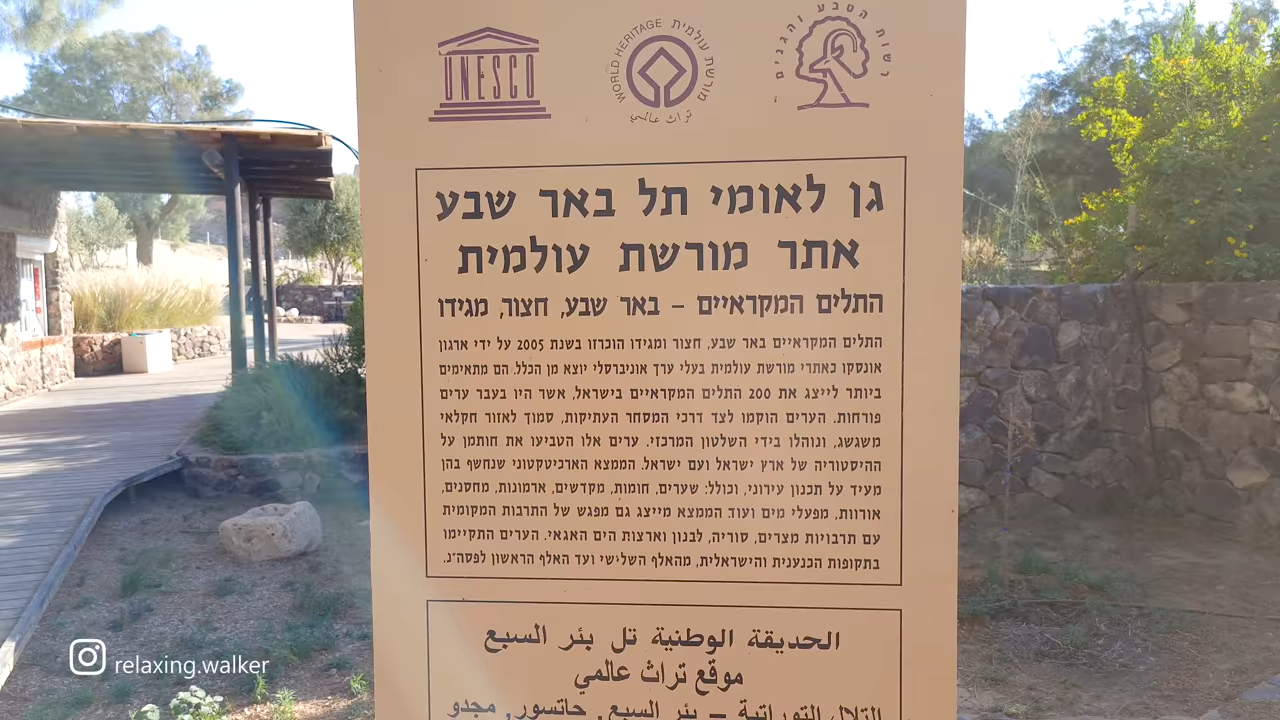 UNESCO
WORLD HERITAGE מורשת עולמית
تراث عالمي
רשות הטבע והגנים
גן לאומי תל באר שבע
אתר מורשת עולמית
התלים המקראיים – באר שבע, חצור, מגידו
התלים המקראיים באר שבע, חצור ומגידו הוכרזו בשנת 2005 על ידי ארגון
אונסקו כאתרי מורשת עולמית בעלי ערך אוניברסלי יוצא מן הכלל. הם מתאימים
ביותר לייצג את 200 התלים המקראיים בישראל, אשר היו בעבר ערים
פורחות. הערים הוקמו לצד דרכי המסחר העתיקות, סמוך לאזור חקלאי
משגשג, ונוהלו בידי השלטון המרכזי. ערים אלו הטביעו את חותמן על
ההיסטוריה של ארץ ישראל ועם ישראל. הממצא הארכיטקטוני שנחשף בהן
מעיד על תכנון עירוני, וכולל: שערים, חומות, מקדשים, ארמונות, מחסנים,
אורוות, מפעלי מים ועוד. הממצא מייצג גם מפגש של התרבות המקומית
עם תרבויות מצרים, סוריה, לבנון וארצות הים האגאי. הערים התקיימו
בתקופות הכנענית והישראלית, מהאלף השלישי ועד האלף הראשון לפסה״נ.
الحديقة الوطنية تل بئر السبع
موقع تراث عالمي
التلال التوراتية – بئر السبع, حاتسور, مجدو
relaxing.walker